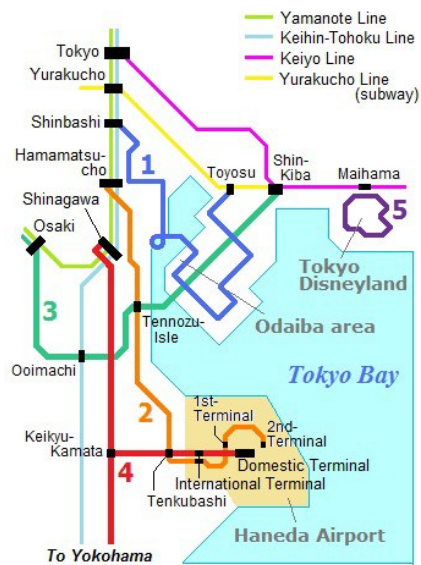 Yamanote Line
Keihin-Tohoku Line
Keiyo Line
Yurakucho Line
(subway)
Tokyo
Yurakucho
Shinbashi
1
Hamamatsu-
cho
Toyosu
Shin-
Kiba
Maihama
5
Shinagawa
Osaki
Tokyo
Disneyland
3
Tennozu-
Isle
Odaiba area
Ooimachi
Tokyo Bay
2
1st-
Terminal
2nd-
Terminal
Keikyu-
Kamata
4
Domestic Terminal
International Terminal
Tenkubashi
Haneda Airport
To Yokohama